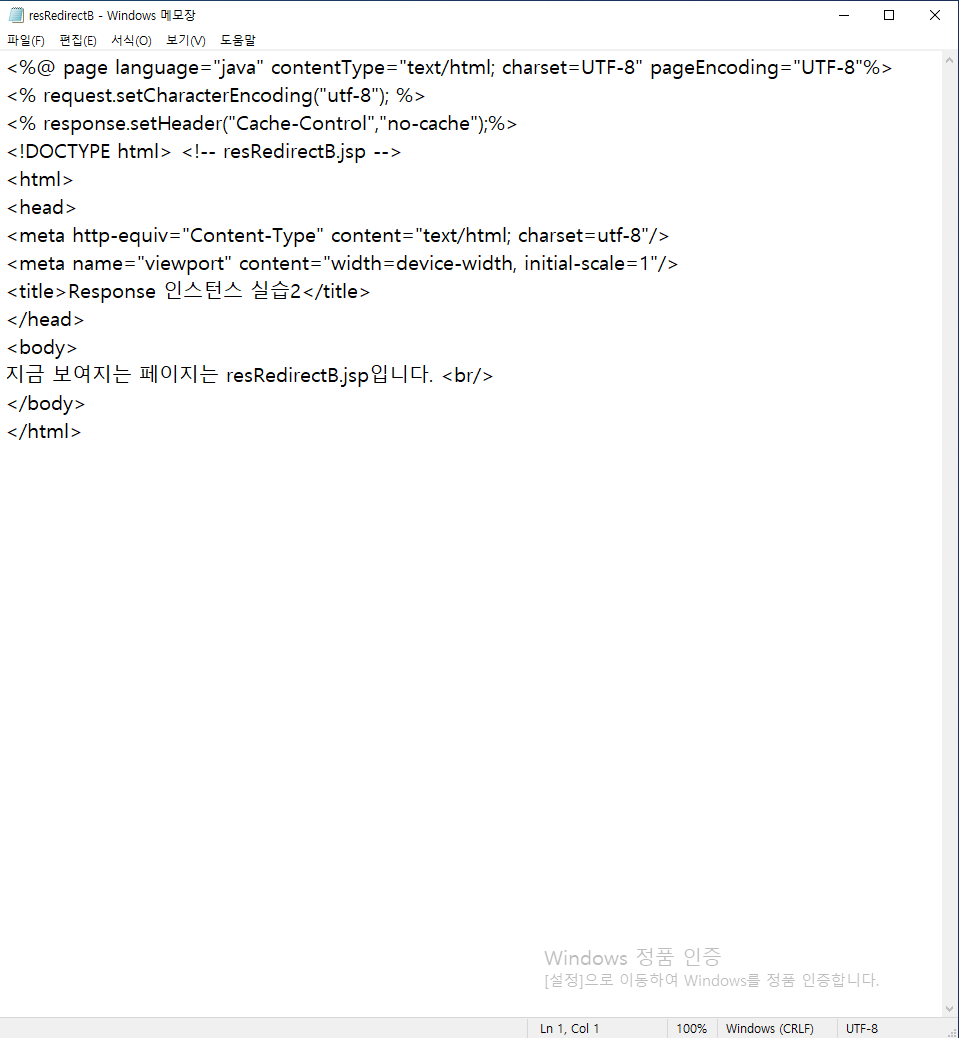 resRedirectB - Windows 메모장
파일(F) 편집(E) 서식(O) 보기(V) 도움말
<%@ page language="java" contentType="text/html; charset=UTF-8" pageEncoding="UTF-8"%>
<% request.setCharacterEncoding("utf-8"); %>
<% response.setHeader("Cache-Control","no-cache");%>
<!DOCTYPE html> <!-- resRedirectB.jsp -->
<html>
<head>
<meta http-equiv="Content-Type" content="text/html; charset=utf-8"/>
<meta name="viewport" content="width=device-width, initial-scale=1"/>
<title>Response 인스턴스 실습2</title>
</head>
<body>
지금 보여지는 페이지는 resRedirectB.jsp입니다. <br/>
</body>
</html>
Windows 정품 인증
[설정]으로 이동하여 Windows를 정품 인증합니다.
Ln 1, Col 1 100% Windows (CRLF) UTF-8